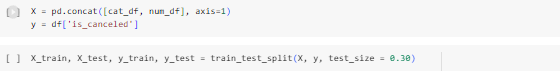 X = pd.concat([cat_df, num_df], axis=1)
y = df['is_canceled']
[ ] X_train, X_test, y_train, y_test = train_test_split(X, y, test_size = 0.30)